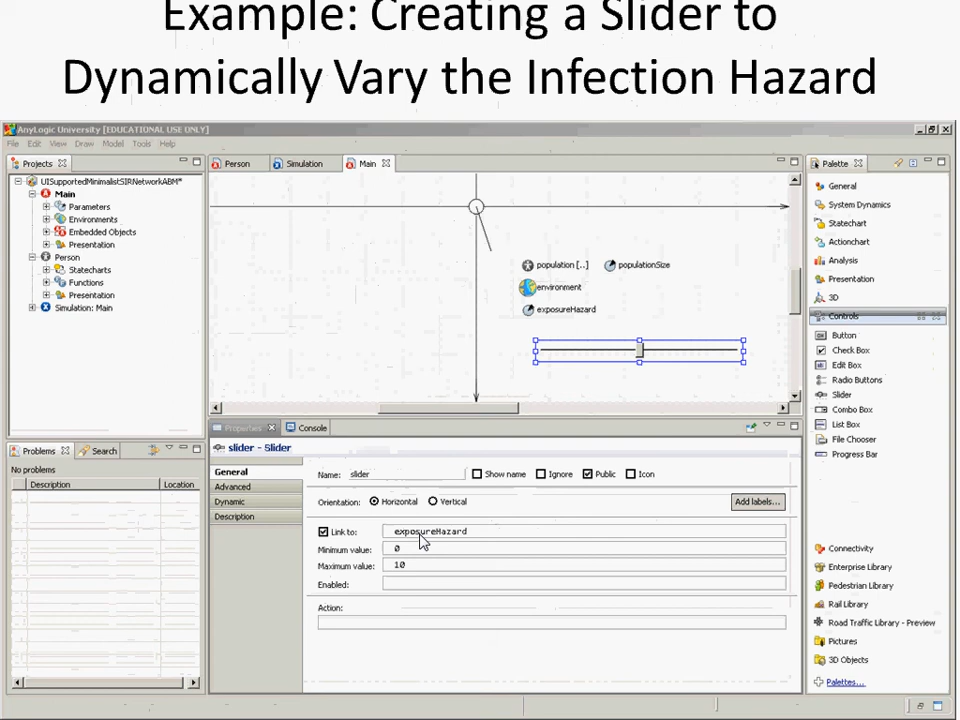 Example: Creating a Slider to
Dynamically Vary the Infection Hazard
AnyLogic University [EDUCATIONAL USE ONLY]
File Edit View Draw Model Tools Help
Projects
Person
Simulation
Main
Palette
UISupportedMinimalistSIRNetworkABM*
Main
Parameters
Environments
Embedded Objects
Presentation
Person
Statecharts
Functions
Presentation
Simulation: Main
population [..]
populationSize
environment
exposureHazard
General
System Dynamics
Statechart
Actionchart
Analysis
Presentation
3D
Controls
Button
Check Box
Edit Box
Radio Buttons
Slider
Combo Box
List Box
File Chooser
Progress Bar
Connectivity
Enterprise Library
Pedestrian Library
Rail Library
Road Traffic Library - Preview
Pictures
3D Objects
Palettes...
Problems
Search
No problems
Description
Location
Properties
Console
slider - Slider
General
Advanced
Dynamic
Description
Name: slider
Show name
Ignore
Public
Icon
Orientation: Horizontal Vertical
Add labels...
Link to: exposureHazard
Minimum value: 0
Maximum value: 10
Enabled:
Action: